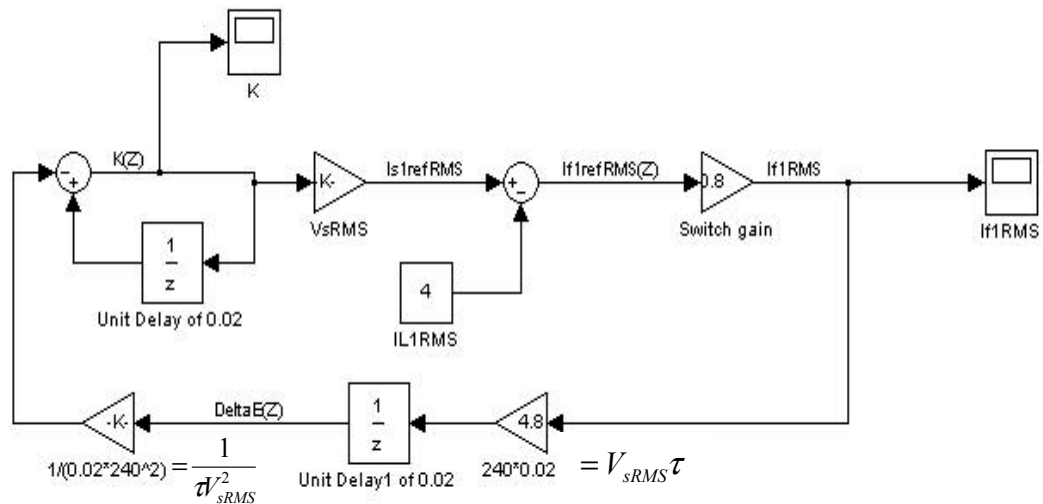 K
K(Z)
-
+
K-
Is1refRMS
VsRMS
+
-
If1refRMS(Z)
0.8
If1RMS
Switch gain
If1RMS
1
z
Unit Delay of 0.02
4
IL1RMS
DeltaE(Z)
-K-
1
z
4.8
1/(0.02*240^2) = 1 / τV²sRMS
Unit Delay1 of 0.02
240*0.02 = VsRMS τ